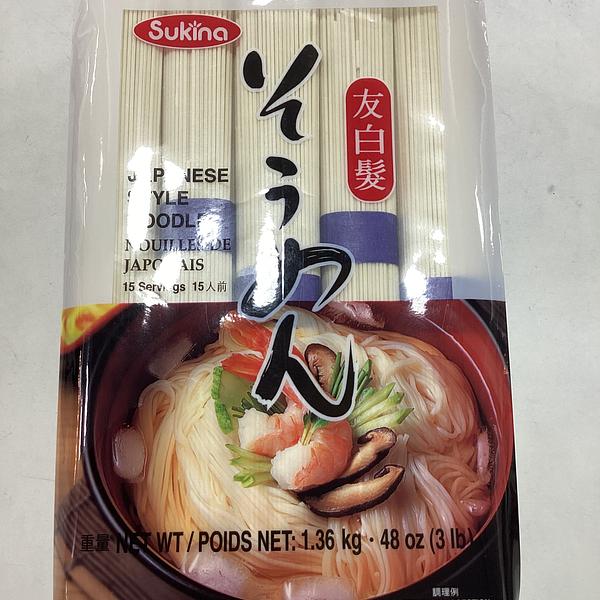 Sukina
そうめん
友白髪
JAPANESE
STYLE
NOODLE
NOUILLES DE
JAPONAIS
15 Servings 15人前
重量 NET WT / POIDS NET: 1.36 kg · 48 oz (3 lb)
調理例